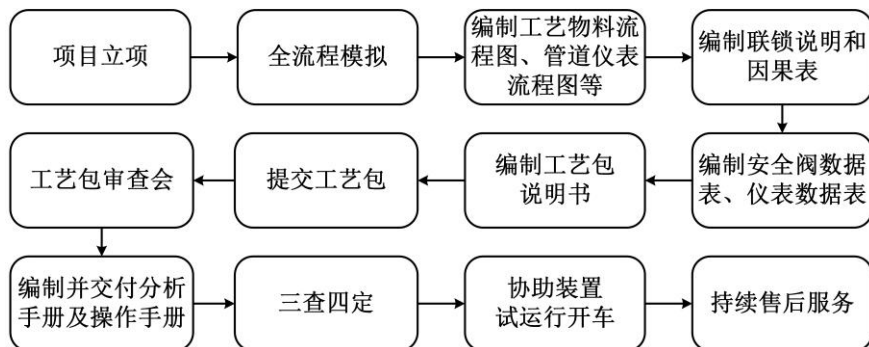 项目立项
全流程模拟
编制工艺物料流
程图、管道仪表
流程图等
编制联锁说明和
因果表
编制安全阀数据
表、仪表数据表
编制工艺包
说明书
提交工艺包
工艺包审查会
编制并交付分析
手册及操作手册
三查四定
协助装置
试运行开车
持续售后服务